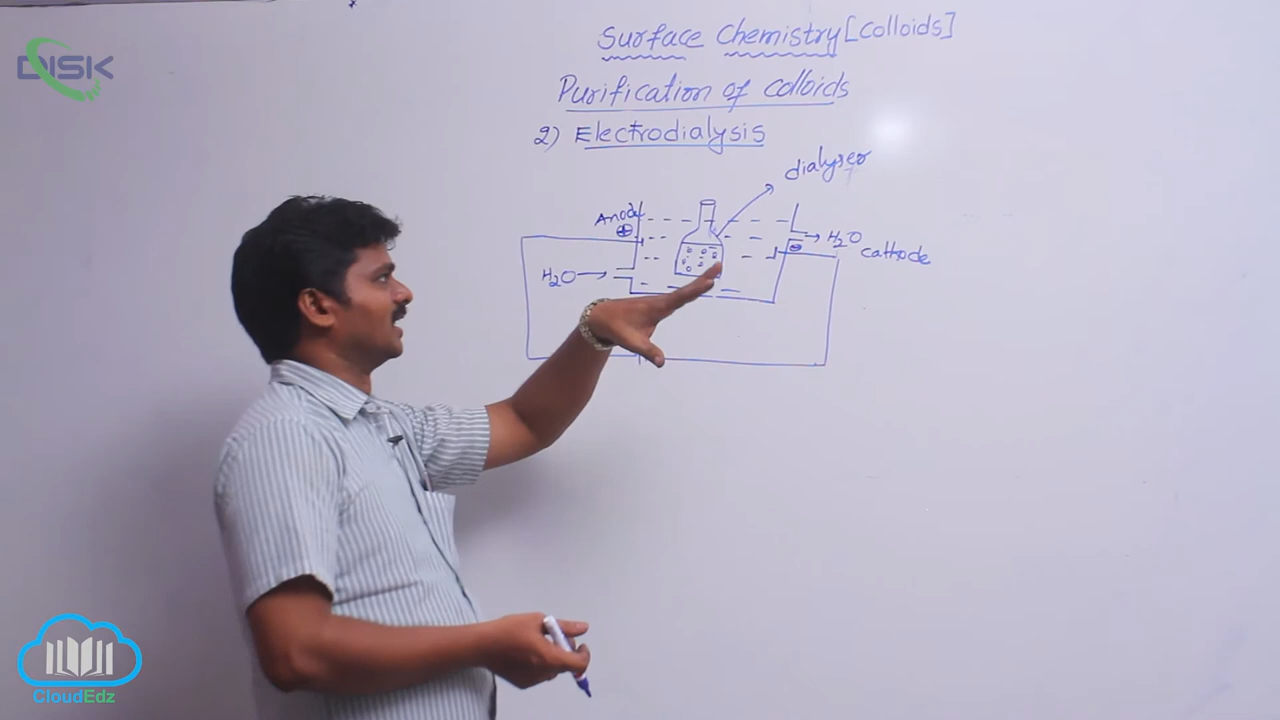 DISK
Surface Chemistry [Colloids]
Purification of Colloids
2) Electrodialysis
dialyser
Anode
⊕
H₂O →
→ H₂O
⊖
cathode
CloudEdz